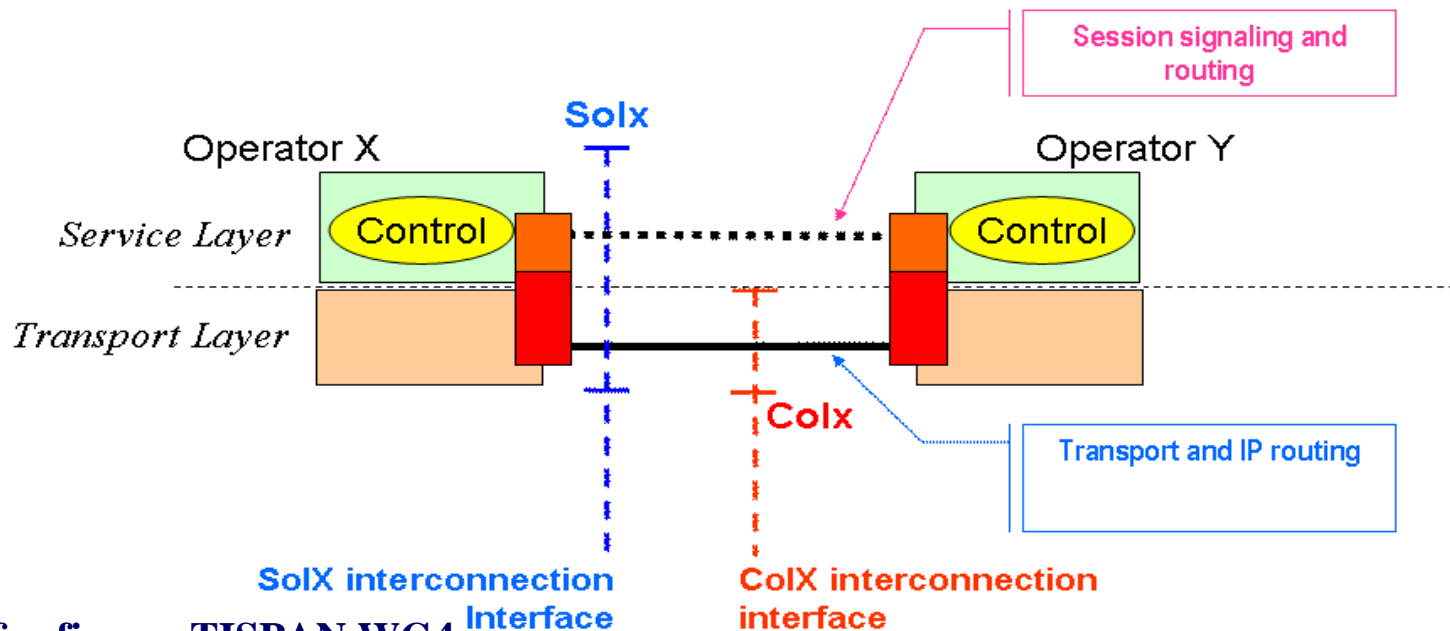 Session signaling and
routing
SoIx
Operator X
Operator Y
Service Layer
Control
Control
Transport Layer
CoIx
Transport and IP routing
SoIX interconnection
Interface
CoIX interconnection
interface
TISPAN WG4